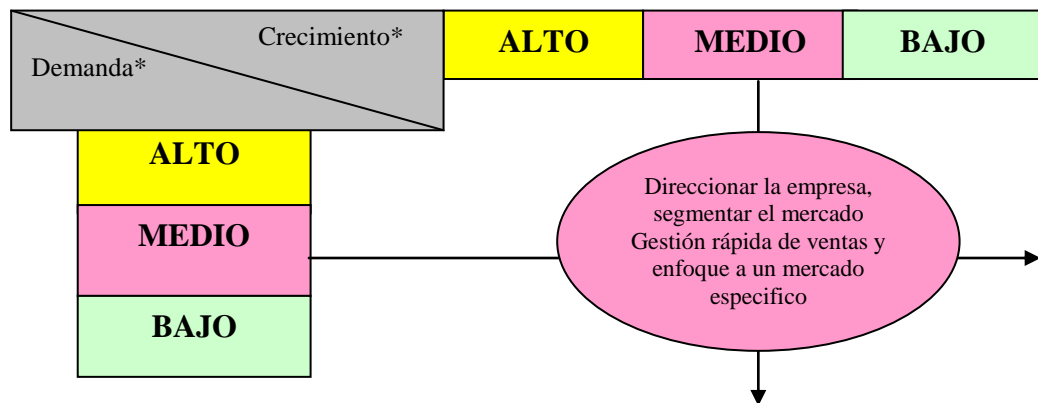 Crecimiento*
Demanda*
ALTO
MEDIO
BAJO
ALTO
MEDIO
BAJO
Direccionar la empresa,
segmentar el mercado
Gestión rápida de ventas y
enfoque a un mercado
especifico